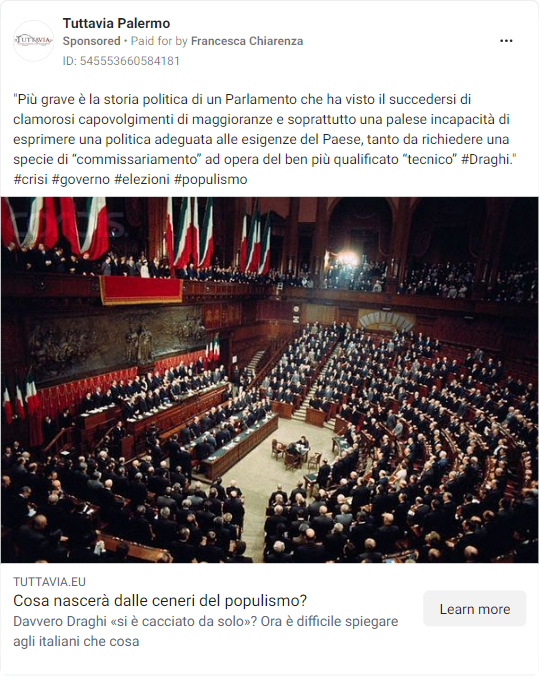 Tuttavia Palermo
TUTTAVIA
Sponsored • Paid for by Francesca Chiarenza
ID: 545553660584181
"Più grave è la storia politica di un Parlamento che ha visto il succedersi di
clamorosi capovolgimenti di maggioranze e soprattutto una palese incapacità di
esprimere una politica adeguata alle esigenze del Paese, tanto da richiedere una
specie di “commissariamento” ad opera del ben più qualificato “tecnico” #Draghi."
#crisi #governo #elezioni #populismo
TUTTAVIA.EU
Cosa nascerà dalle ceneri del populismo?
Davvero Draghi «si è cacciato da solo»? Ora è difficile spiegare
agli italiani che cosa
Learn more